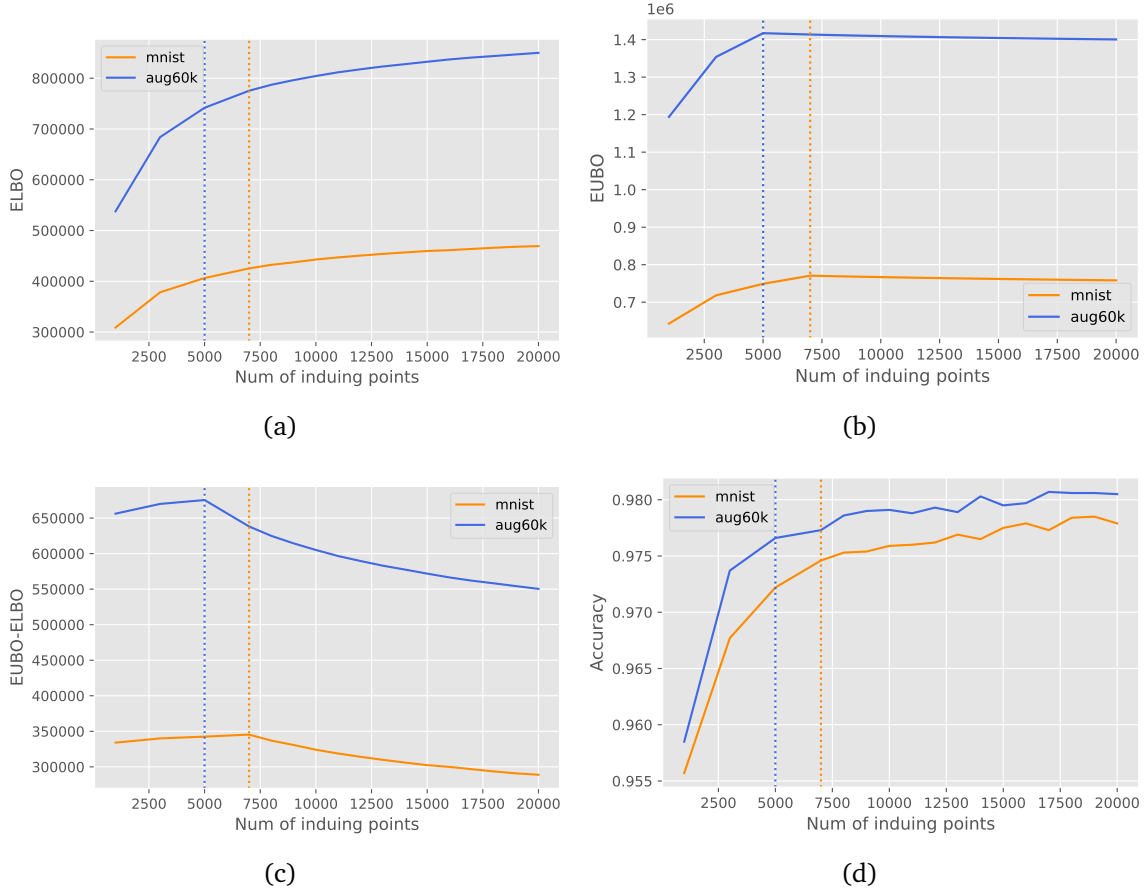 mnist
aug60k
800000
700000
600000
500000
400000
300000
ELBO
2500 5000 7500 10000 12500 15000 17500 20000
Num of induing points
(a)
1e6
1.4
1.3
1.2
1.1
1.0
0.9
0.8
0.7
EUBO
mnist
aug60k
2500 5000 7500 10000 12500 15000 17500 20000
Num of induing points
(b)
mnist
aug60k
650000
600000
550000
500000
450000
400000
350000
300000
EUBO-ELBO
2500 5000 7500 10000 12500 15000 17500 20000
Num of induing points
(c)
mnist
aug60k
0.980
0.975
0.970
0.965
0.960
0.955
Accuracy
2500 5000 7500 10000 12500 15000 17500 20000
Num of induing points
(d)